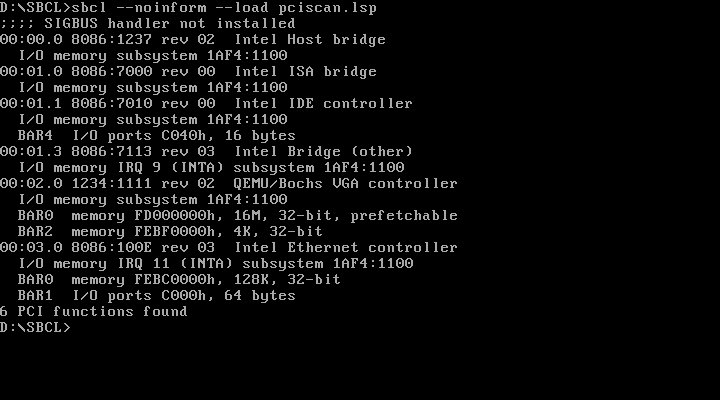 D:\SBCL>sbcl --noinform --load pciscan.lsp
;;;; SIGBUS handler not installed
00:00.0 8086:1237 rev 02  Intel Host bridge
  I/O memory subsystem 1AF4:1100
00:01.0 8086:7000 rev 00  Intel ISA bridge
  I/O memory subsystem 1AF4:1100
00:01.1 8086:7010 rev 00  Intel IDE controller
  I/O memory subsystem 1AF4:1100
  BAR4  I/O ports C040h, 16 bytes
00:01.3 8086:7113 rev 03  Intel Bridge (other)
  I/O memory IRQ 9 (INTA) subsystem 1AF4:1100
00:02.0 1234:1111 rev 02  QEMU/Bochs VGA controller
  I/O memory subsystem 1AF4:1100
  BAR0  memory FD000000h, 16M, 32-bit, prefetchable
  BAR2  memory FEBF0000h, 4K, 32-bit
00:03.0 8086:100E rev 03  Intel Ethernet controller
  I/O memory IRQ 11 (INTA) subsystem 1AF4:1100
  BAR0  memory FEBC0000h, 128K, 32-bit
  BAR1  I/O ports C000h, 64 bytes
6 PCI functions found
D:\SBCL>